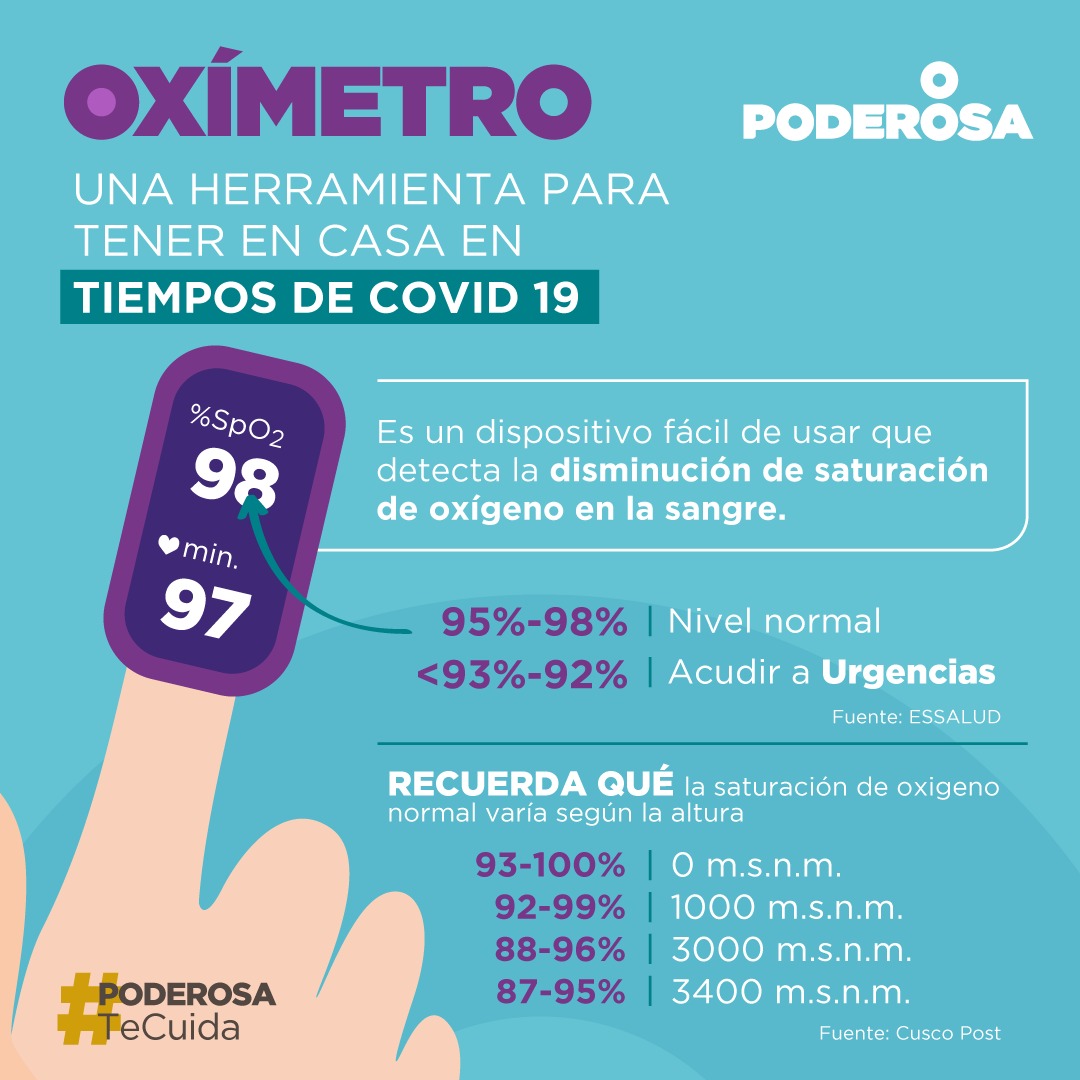 OXÍMETRO
PODEROSA
UNA HERRAMIENTA PARA
TENER EN CASA EN
TIEMPOS DE COVID 19
%SpO2
98
min.
97
Es un dispositivo fácil de usar que
detecta la disminución de saturación
de oxígeno en la sangre.
95%-98% | Nivel normal
<93%-92% | Acudir a Urgencias
Fuente: ESSALUD
RECUERDA QUÉ la saturación de oxigeno
normal varía según la altura
93-100% | 0 m.s.n.m.
92-99% | 1000 m.s.n.m.
88-96% | 3000 m.s.n.m.
87-95% | 3400 m.s.n.m.
Fuente: Cusco Post
#PODEROSA
TeCuida